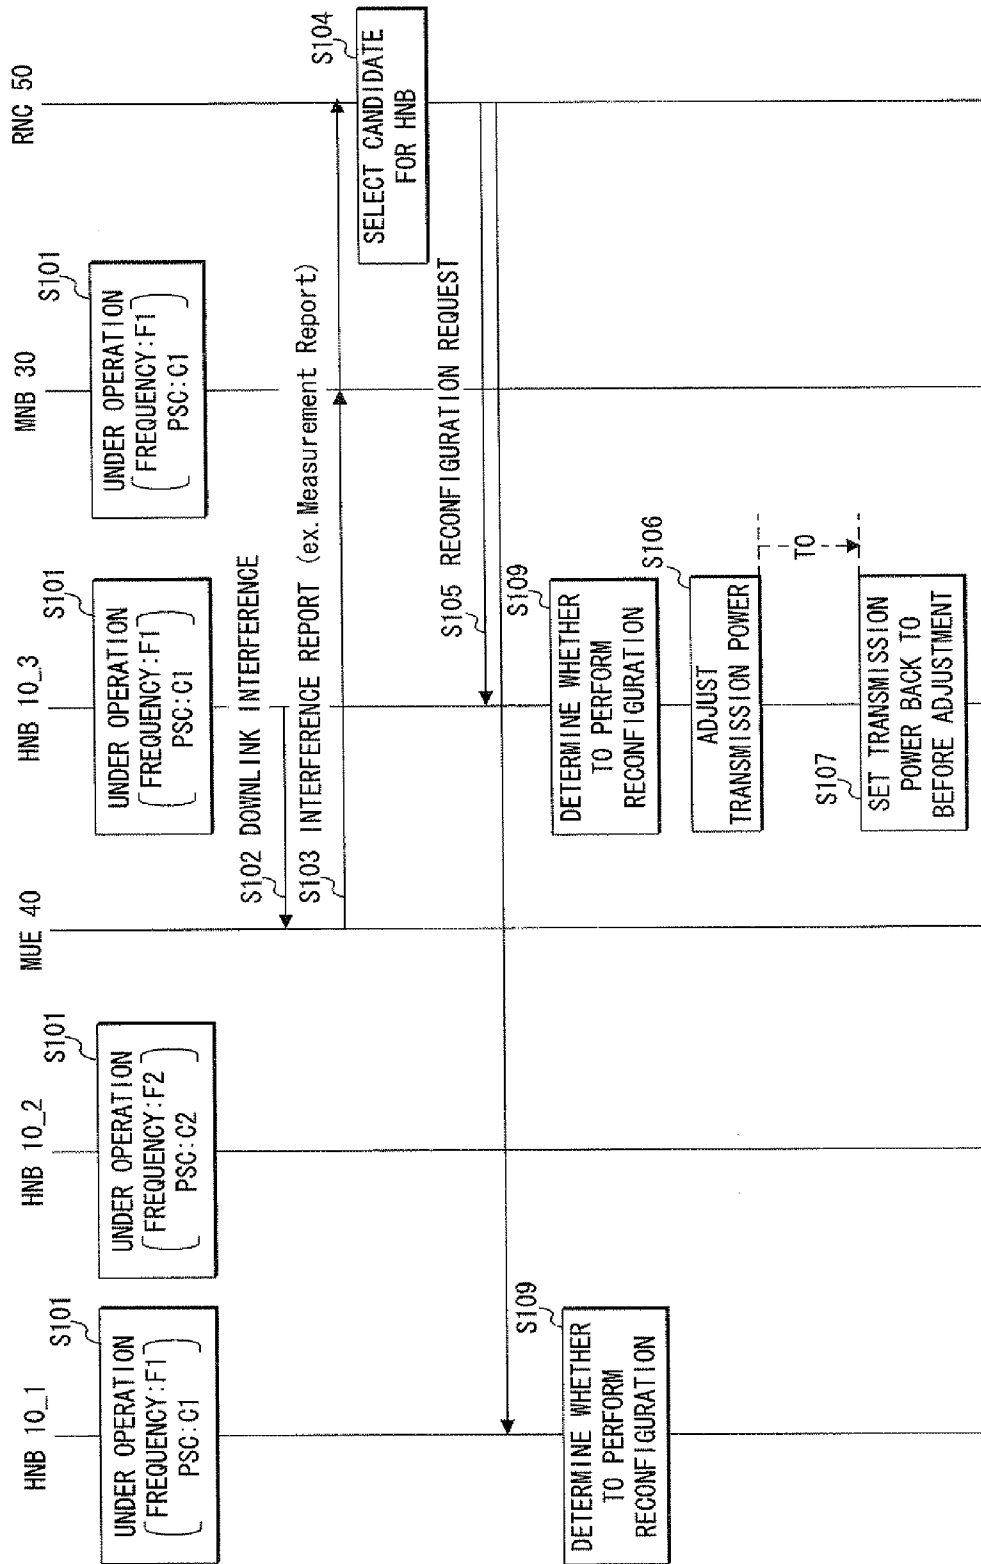 HNB 10_1
HNB 10_2
MUE 40
HNB 10_3
MNB 30
RNC 50
S101
UNDER OPERATION
FREQUENCY:F1
PSC:C1
S101
UNDER OPERATION
FREQUENCY:F2
PSC:C2
S101
UNDER OPERATION
FREQUENCY:F1
PSC:C1
S101
UNDER OPERATION
FREQUENCY:F1
PSC:C1
S102 DOWNLINK INTERFERENCE
S103 INTERFERENCE REPORT (ex. Measurement Report)
S104
SELECT CANDIDATE
FOR HNB
S105 RECONFIGURATION REQUEST
S109
DETERMINE WHETHER
TO PERFORM
RECONFIGURATION
S109
DETERMINE WHETHER
TO PERFORM
RECONFIGURATION
S106
ADJUST
TRANSMISSION POWER
TO
S107
SET TRANSMISSION
POWER BACK TO
BEFORE ADJUSTMENT